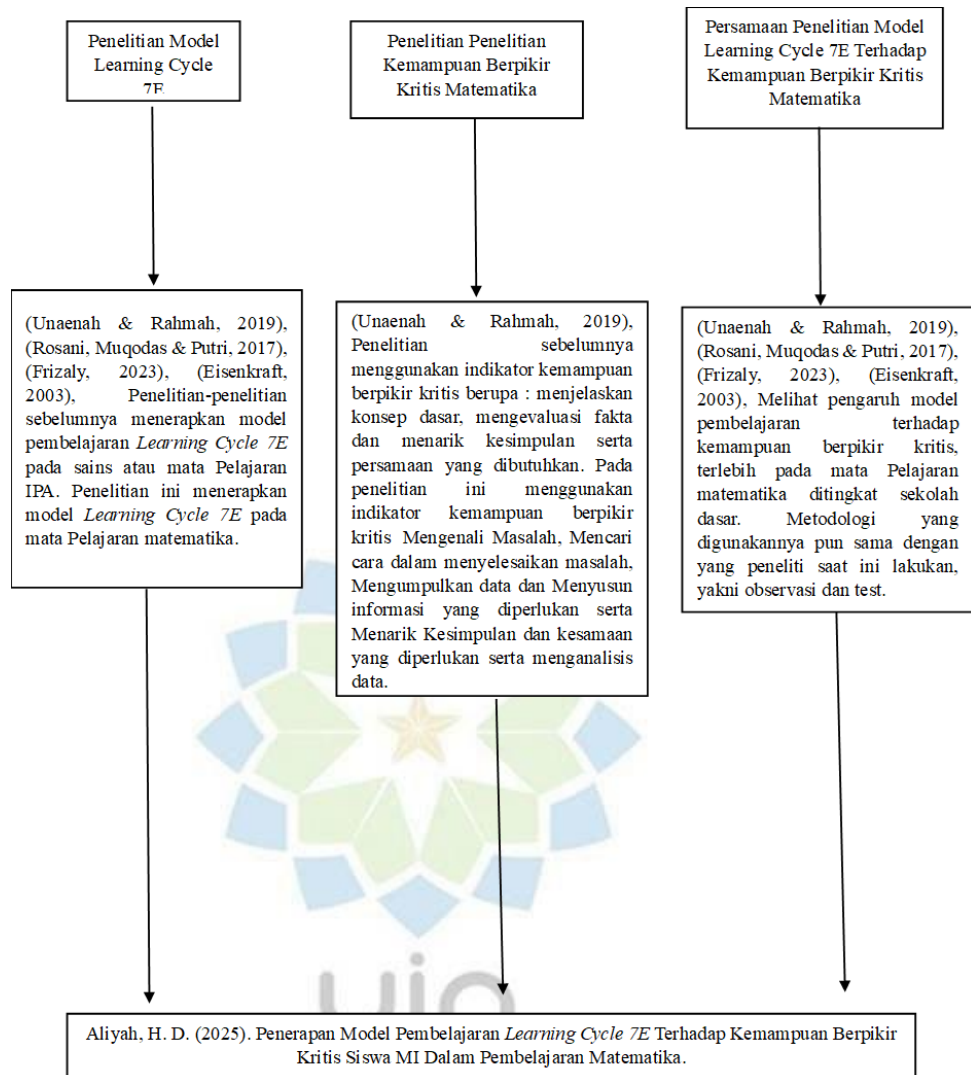 Penelitian Model
Learning Cycle
7E
Penelitian Penelitian
Kemampuan Berpikir
Kritis Matematika
Persamaan Penelitian Model
Learning Cycle 7E Terhadap
Kemampuan Berpikir Kritis
Matematika
(Unaenah & Rahmah, 2019),
(Rosani, Muqodas & Putri, 2017),
(Frizaly, 2023), (Eisenkraft,
2003), Penelitian-penelitian
sebelumnya menerapkan model
pembelajaran Learning Cycle 7E
pada sains atau mata Pelajaran
IPA. Penelitian ini menerapkan
model Learning Cycle 7E pada
mata Pelajaran matematika.
(Unaenah & Rahmah, 2019),
Penelitian sebelumnya
menggunakan indikator kemampuan
berpikir kritis berupa : menjelaskan
konsep dasar, mengevaluasi fakta
dan menarik kesimpulan serta
persamaan yang dibutuhkan. Pada
penelitian ini menggunakan
indikator kemampuan berpikir
kritis Mengenali Masalah, Mencari
cara dalam menyelesaikan masalah,
Mengumpulkan data dan Menyusun
informasi yang diperlukan serta
Menarik Kesimpulan dan kesamaan
yang diperlukan serta menganalisis
data.
(Unaenah & Rahmah, 2019),
(Rosani, Muqodas & Putri, 2017),
(Frizaly, 2023), (Eisenkraft,
2003), Melihat pengaruh model
pembelajaran terhadap
kemampuan berpikir kritis,
terlebih pada mata Pelajaran
matematika ditingkat sekolah
dasar. Metodologi yang
digunakannya pun sama dengan
yang peneliti saat ini lakukan,
yakni observasi dan test.
uin
Aliyah, H. D. (2025). Penerapan Model Pembelajaran Learning Cycle 7E Terhadap Kemampuan Berpikir
Kritis Siswa MI Dalam Pembelajaran Matematika.